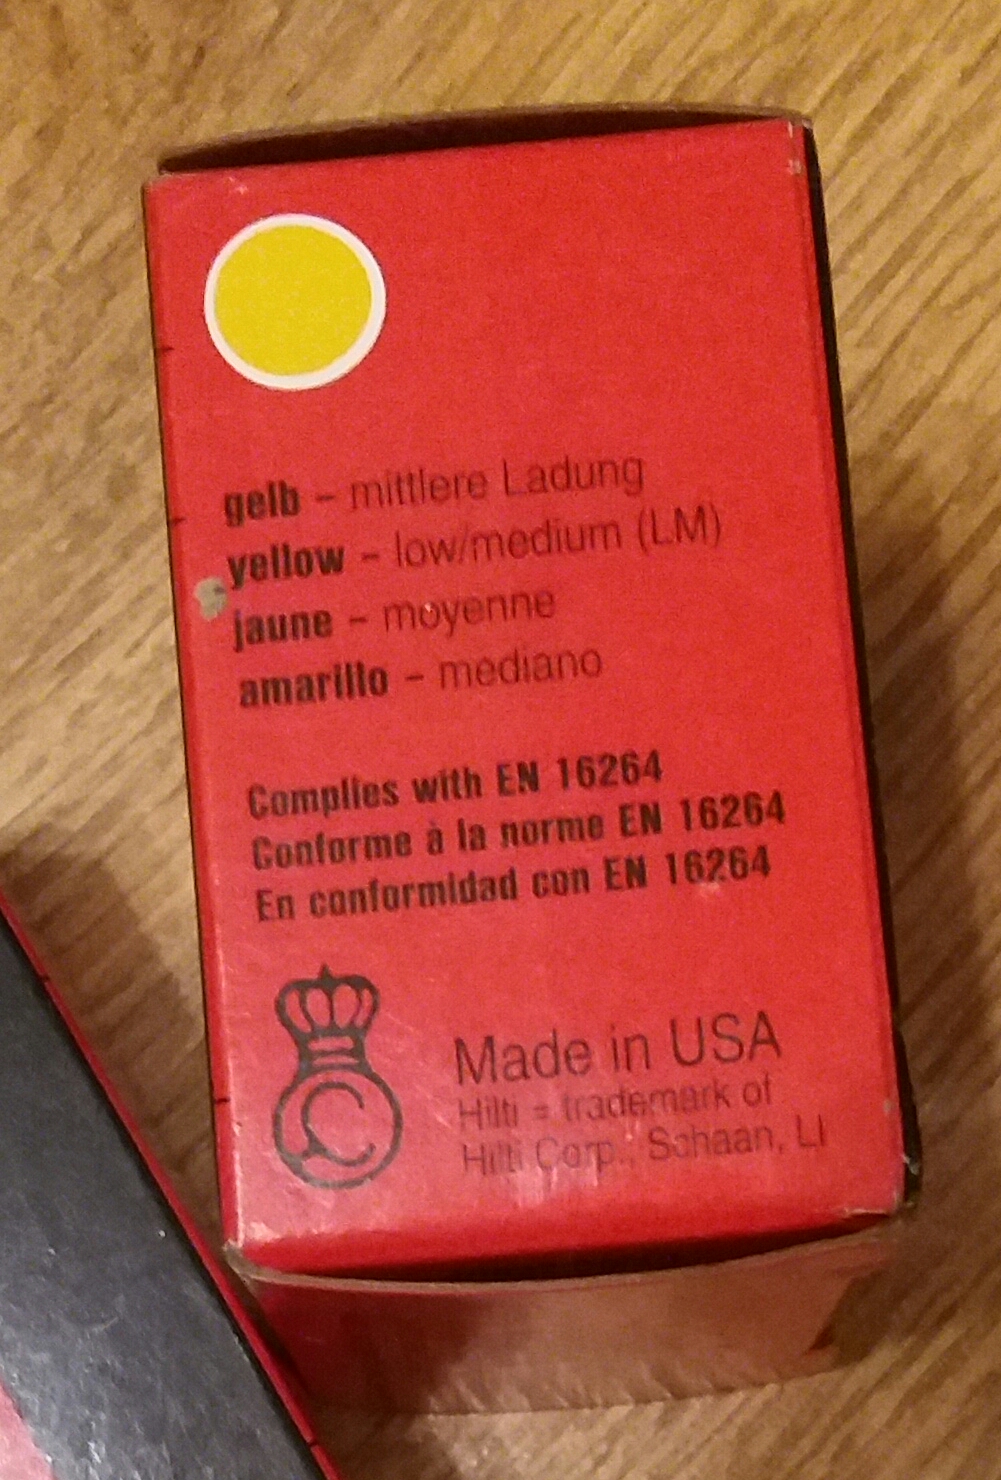 gelb – mittlere Ladung
yellow – low/medium (LM)
jaune – moyenne
amarillo – mediano
Complies with EN 16264
Conforme à la norme EN 16264
En conformidad con EN 16264
C
Made in USA
Hilti = trademark of
Hilti Corp., Schaan, LI